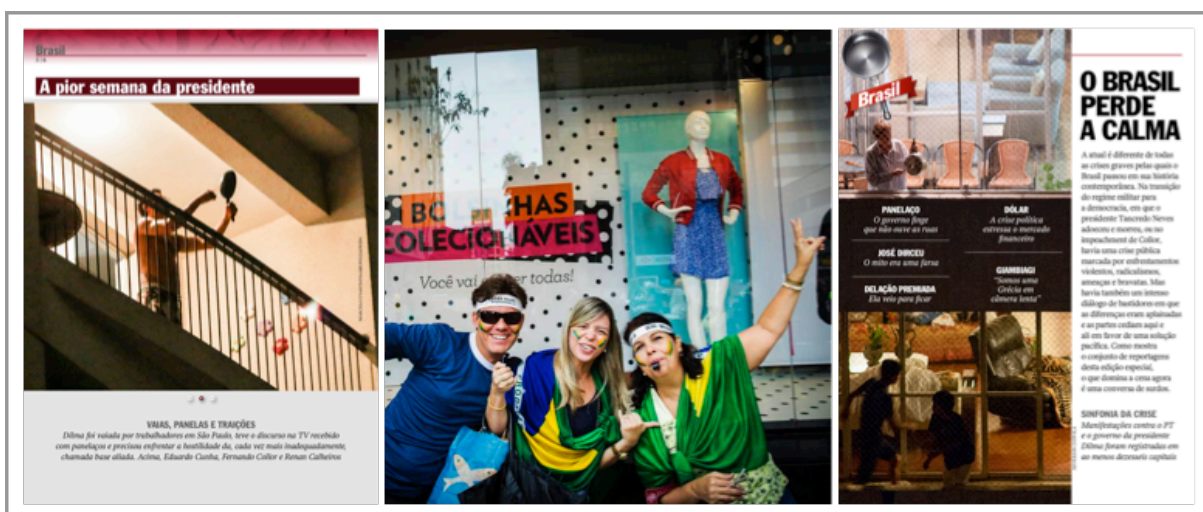 Brasil
A pior semana da presidente
VAIAS, PANELAS E TRAIÇÕES
Dilma foi vaiada por trabalhadores em São Paulo, teve o discurso na TV recebido
com panelaços e precisou enfrentar a hostilidade da, cada vez mais inadequadamente,
chamada base aliada. Acima, Eduardo Cunha, Fernando Collor e Renan Calheiros
HAS
COLECIONÁVEIS
Você vai
er todas!
Brasil
PANELAÇO
O governo finge
que não ouve as ruas
JOSÉ DIRCEU
O mito era uma farsa
DELAÇÃO PREMIADA
Ela veio para ficar
DÓLAR
A crise política
estressa o mercado
financeiro
GIAMBIAGI
"Somos uma
Grécia em
câmera lenta"
O BRASIL
PERDE
A CALMA
A atual é diferente de todas
as crises graves pelas quais o
Brasil passou em sua história
contemporânea. Na transição
do regime militar para
a democracia, em que o
presidente Tancredo Neves
adoeceu e morreu, ou no
impeachment de Collor,
havia uma crise pública
marcada por enfrentamentos
violentos, radicalismos,
ameaças e bravatas. Mas
havia também um intenso
diálogo de bastidores em que
as diferenças eram aplainadas
e as partes cediam aqui e
ali em favor de uma solução
pacífica. Como mostra
o conjunto de reportagens
desta edição especial,
o que domina a cena agora
é uma conversa de surdos.
SINFONIA DA CRISE
Manifestações contra o PT
e o governo da presidente
Dilma foram registradas em
ao menos dezesseis capitais